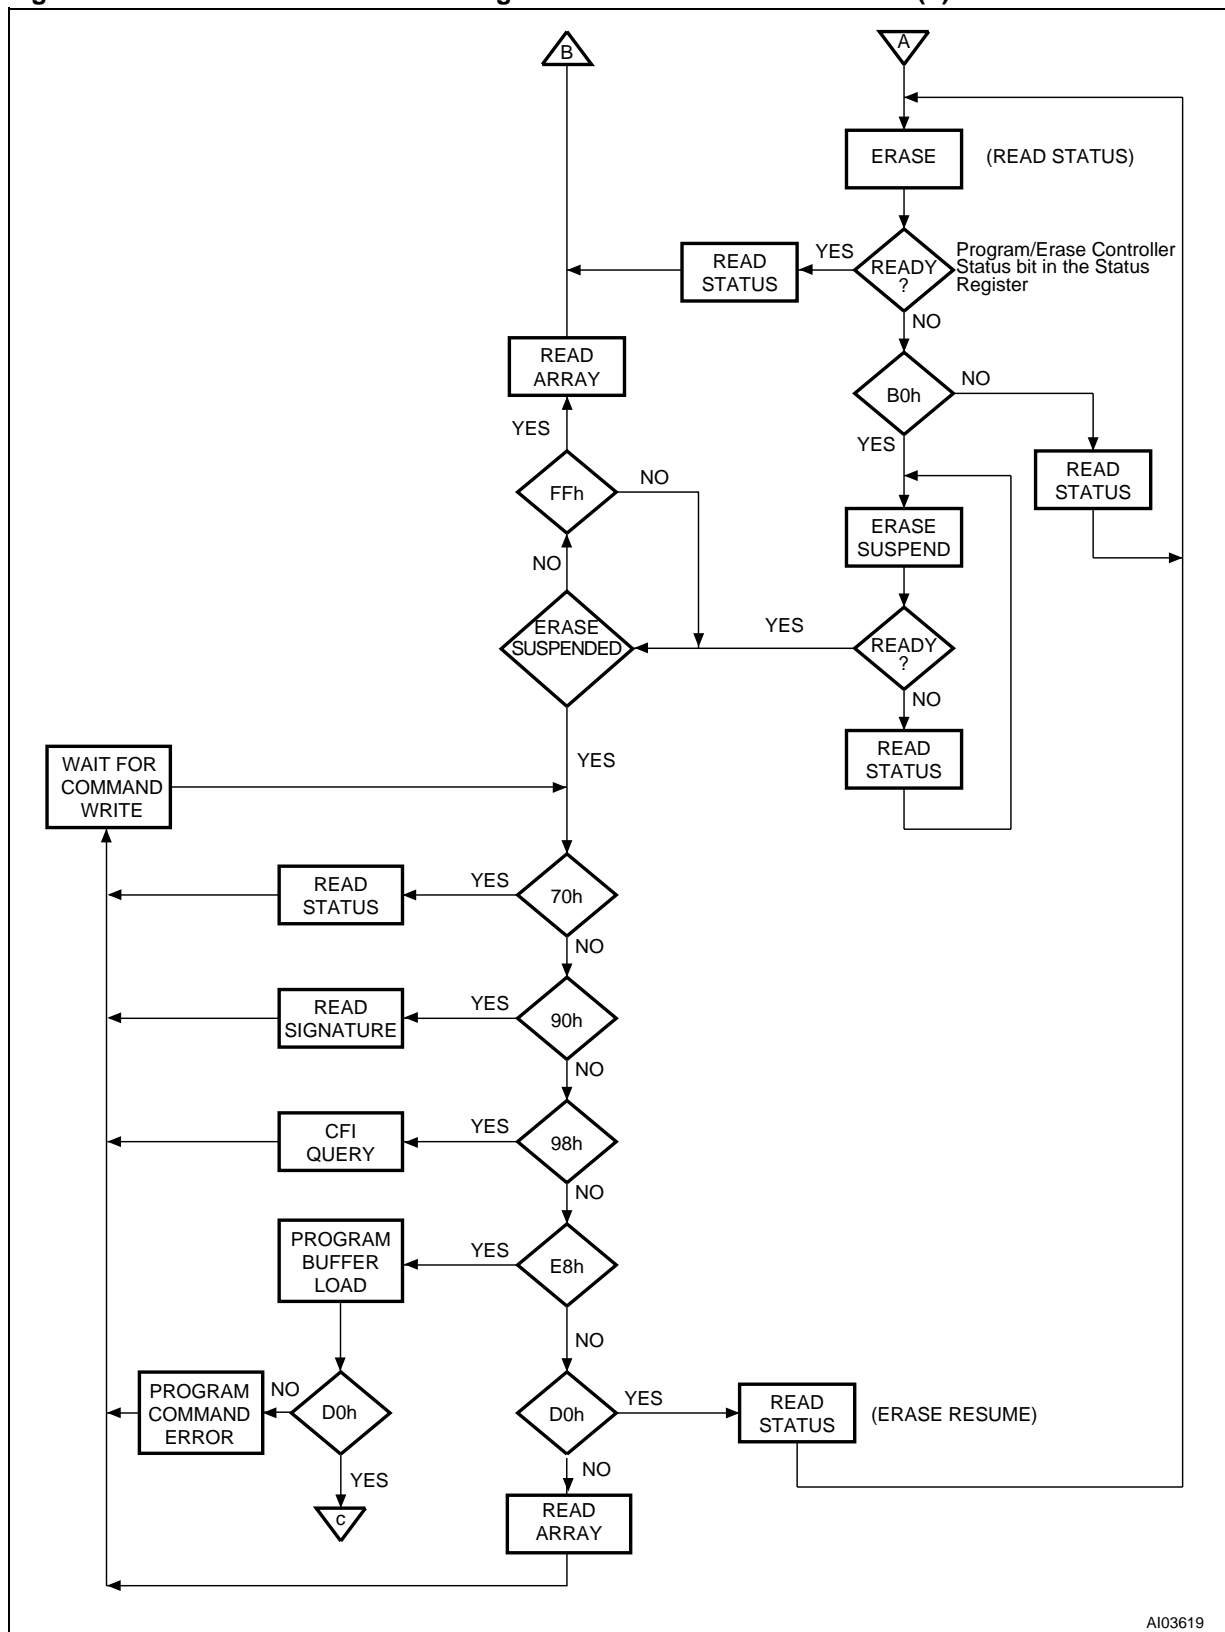 B
A
ERASE
(READ STATUS)
READ
STATUS
YES
READY
?
Program/Erase Controller
Status bit in the Status
Register
NO
READ
ARRAY
B0h
NO
YES
YES
READ
STATUS
FFh
NO
ERASE
SUSPEND
NO
ERASE
SUSPENDED
YES
READY
?
NO
READ
STATUS
YES
WAIT FOR
COMMAND
WRITE
READ
STATUS
YES
70h
NO
READ
SIGNATURE
YES
90h
NO
CFI
QUERY
YES
98h
NO
PROGRAM
BUFFER
LOAD
YES
E8h
NO
PROGRAM
COMMAND
ERROR
NO
D0h
YES
c
D0h
YES
READ
STATUS
(ERASE RESUME)
NO
READ
ARRAY
AI03619